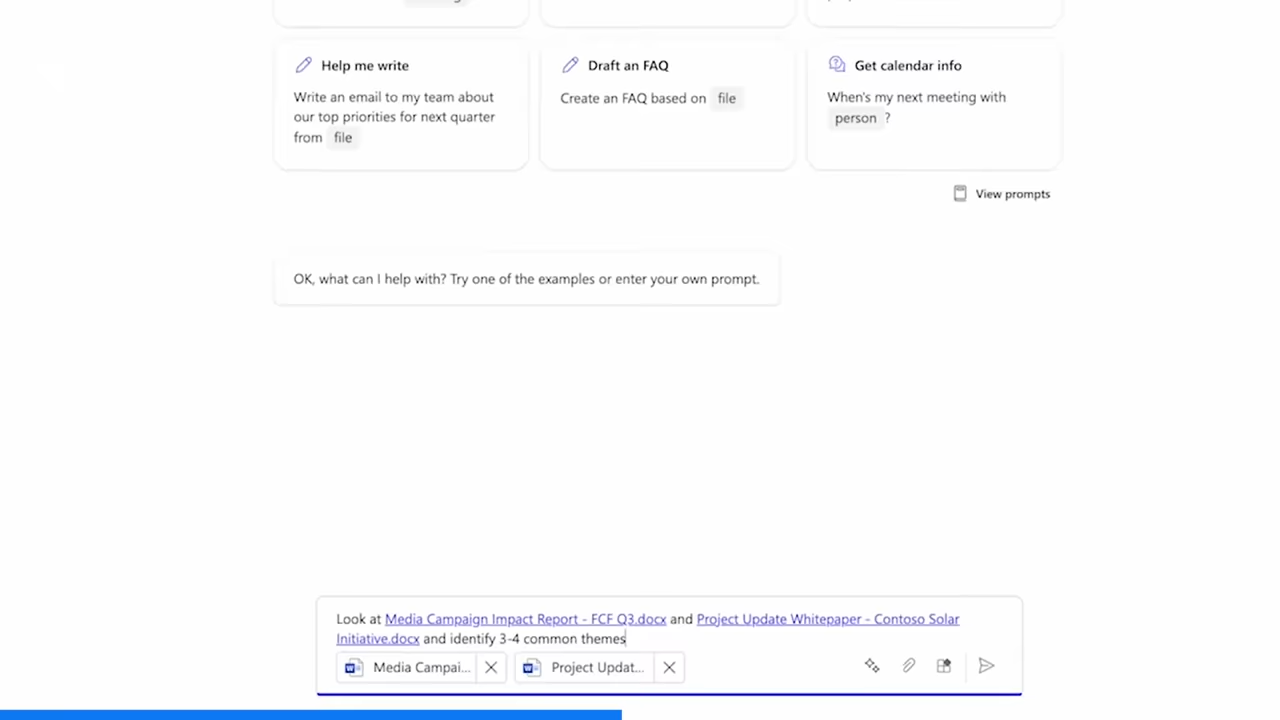 Help me write
Write an email to my team about
our top priorities for next quarter
from file
Draft an FAQ
Create an FAQ based on file
Get calendar info
When's my next meeting with
person ?
View prompts
OK, what can I help with? Try one of the examples or enter your own prompt.
Look at Media Campaign Impact Report - FCF Q3.docx and Project Update Whitepaper - Contoso Solar
Initiative.docx and identify 3-4 common themes
Media Campai...
Project Updat...